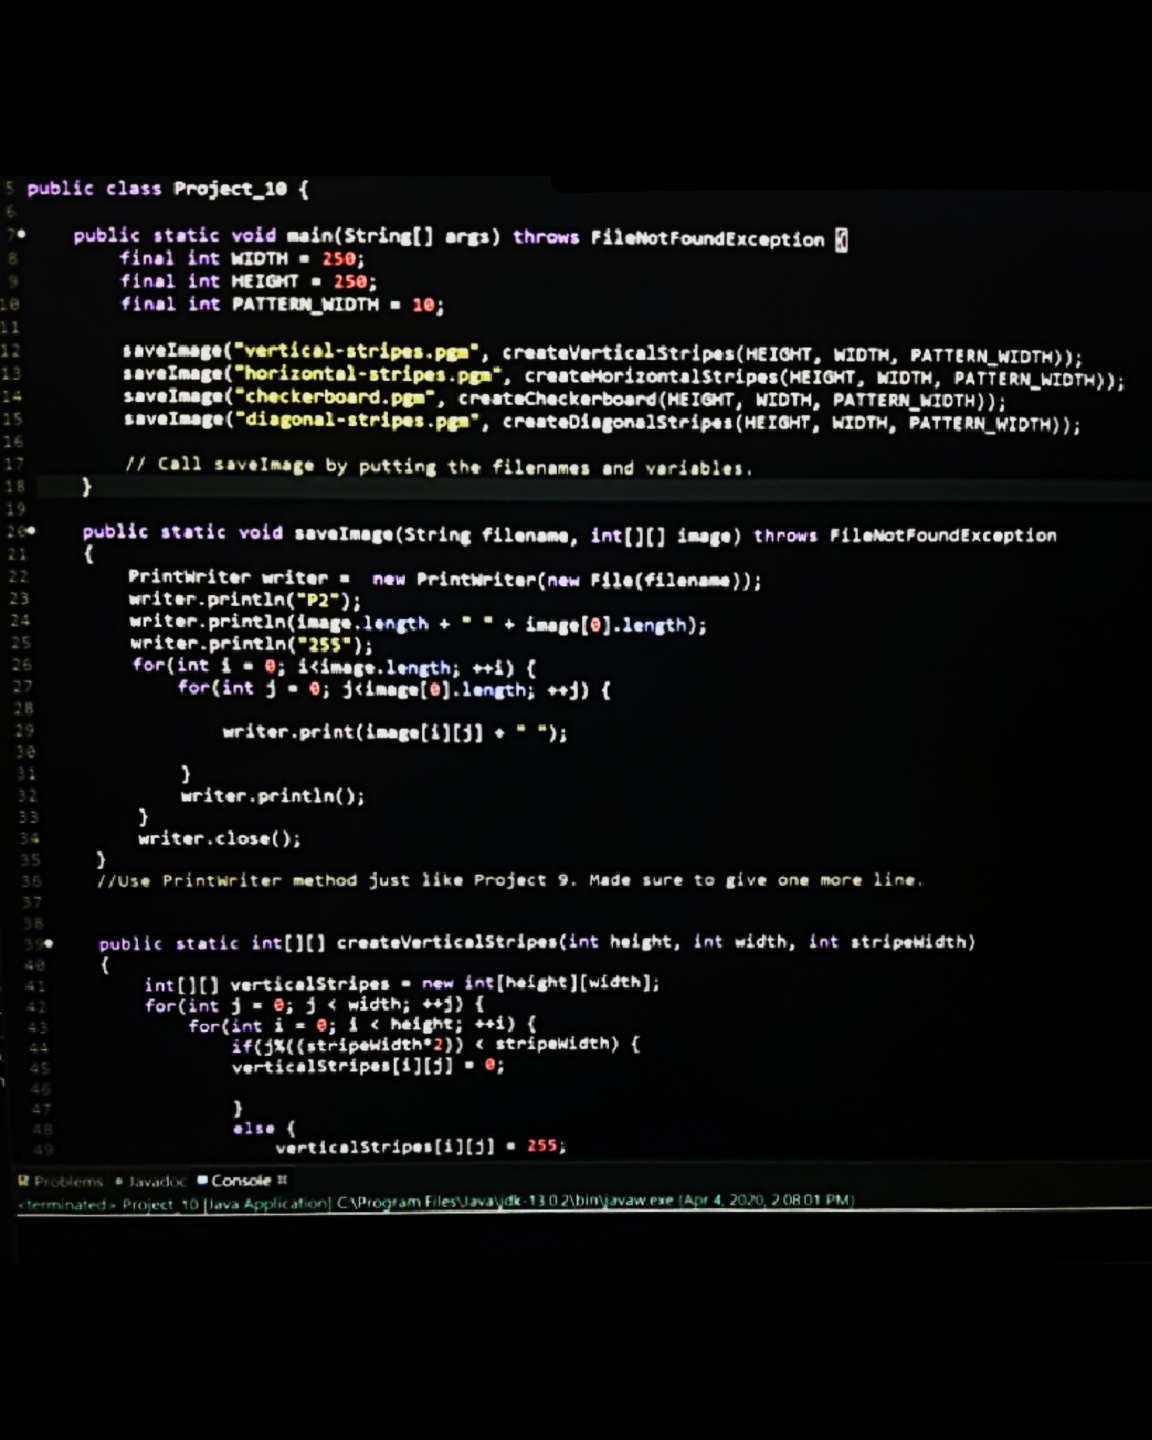 5 public class Project_10 {
6
7 public static void main(String[] args) throws FileNotFoundException {
8 final int WIDTH = 250;
9 final int HEIGHT = 250;
10 final int PATTERN_WIDTH = 10;
11
12 saveImage("vertical-stripes.pgm", createVerticalStripes(HEIGHT, WIDTH, PATTERN_WIDTH));
13 saveImage("horizontal-stripes.pgm", createHorizontalStripes(HEIGHT, WIDTH, PATTERN_WIDTH));
14 saveImage("checkerboard.pgm", createCheckerboard(HEIGHT, WIDTH, PATTERN_WIDTH));
15 saveImage("diagonal-stripes.pgm", createDiagonalStripes(HEIGHT, WIDTH, PATTERN_WIDTH));
16
17 // Call saveImage by putting the filenames and variables.
18 }
19
20 public static void saveImage(String filename, int[][] image) throws FileNotFoundException
21 {
22 PrintWriter writer = new PrintWriter(new File(filename));
23 writer.println("P2");
24 writer.println(image.length + " " + image[0].length);
25 writer.println("255");
26 for(int i = 0; i<image.length; ++i) {
27 for(int j = 0; j<image[0].length; ++j) {
28
29 writer.print(image[i][j] + " ");
30
31 }
32 writer.println();
33 }
34 writer.close();
35 }
36 //Use PrintWriter method just like Project 9. Made sure to give one more line.
37
38
39 public static int[][] createVerticalStripes(int height, int width, int stripeWidth)
40 {
41 int[][] verticalStripes = new int[height][width];
42 for(int j = 0; j < width; ++j) {
43 for(int i = 0; i < height; ++i) {
44 if(j%((stripeWidth*2)) < stripeWidth) {
45 verticalStripes[i][j] = 0;
46
47 }
48 else {
49 verticalStripes[i][j] = 255;
Problems Javadoc Console
<terminated> Project_10 [Java Application] C:\Program Files\Java\jdk-13.0.2\bin\javaw.exe (Apr 4, 2020, 2:08:01 PM)